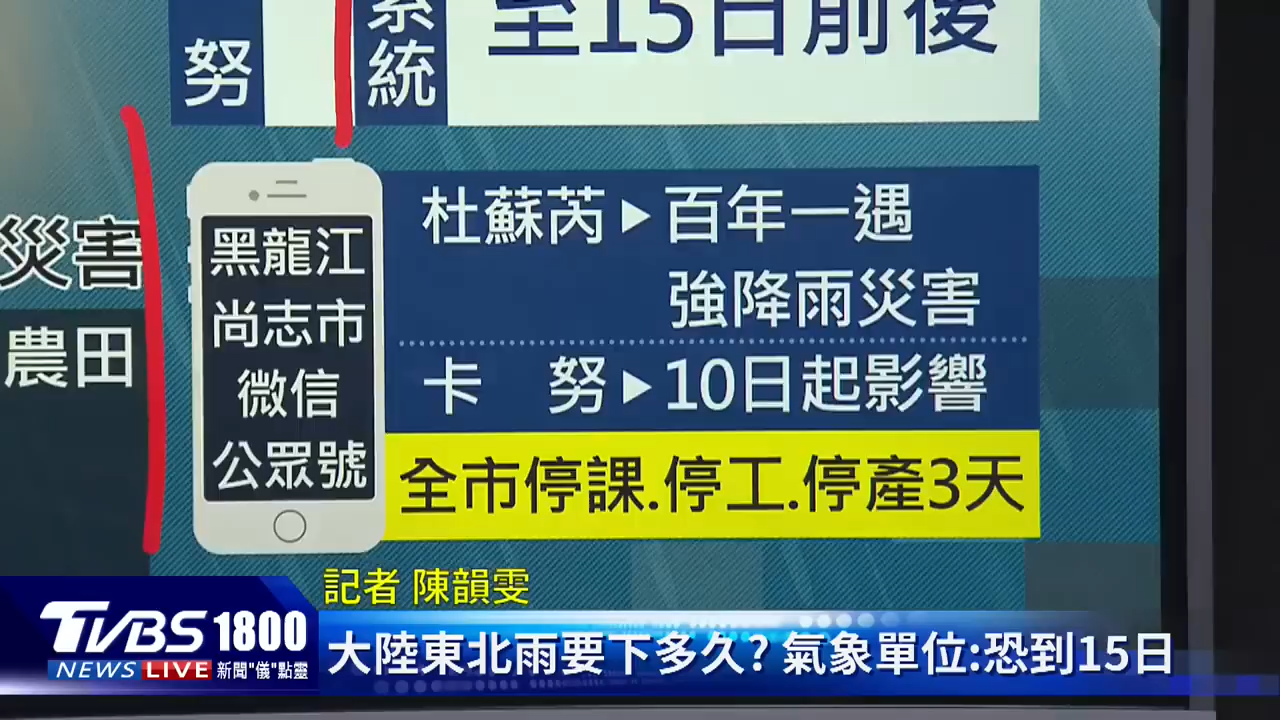 努
系統
至15日前後
災害
農田
黑龍江
尚志市
微信
公眾號
杜蘇芮▶百年一遇
強降雨災害
卡 努▶10日起影響
全市停課.停工.停產3天
記者 陳韻雯
TVBS 1800
NEWS LIVE 新聞"儀"點靈
大陸東北雨要下多久? 氣象單位:恐到15日